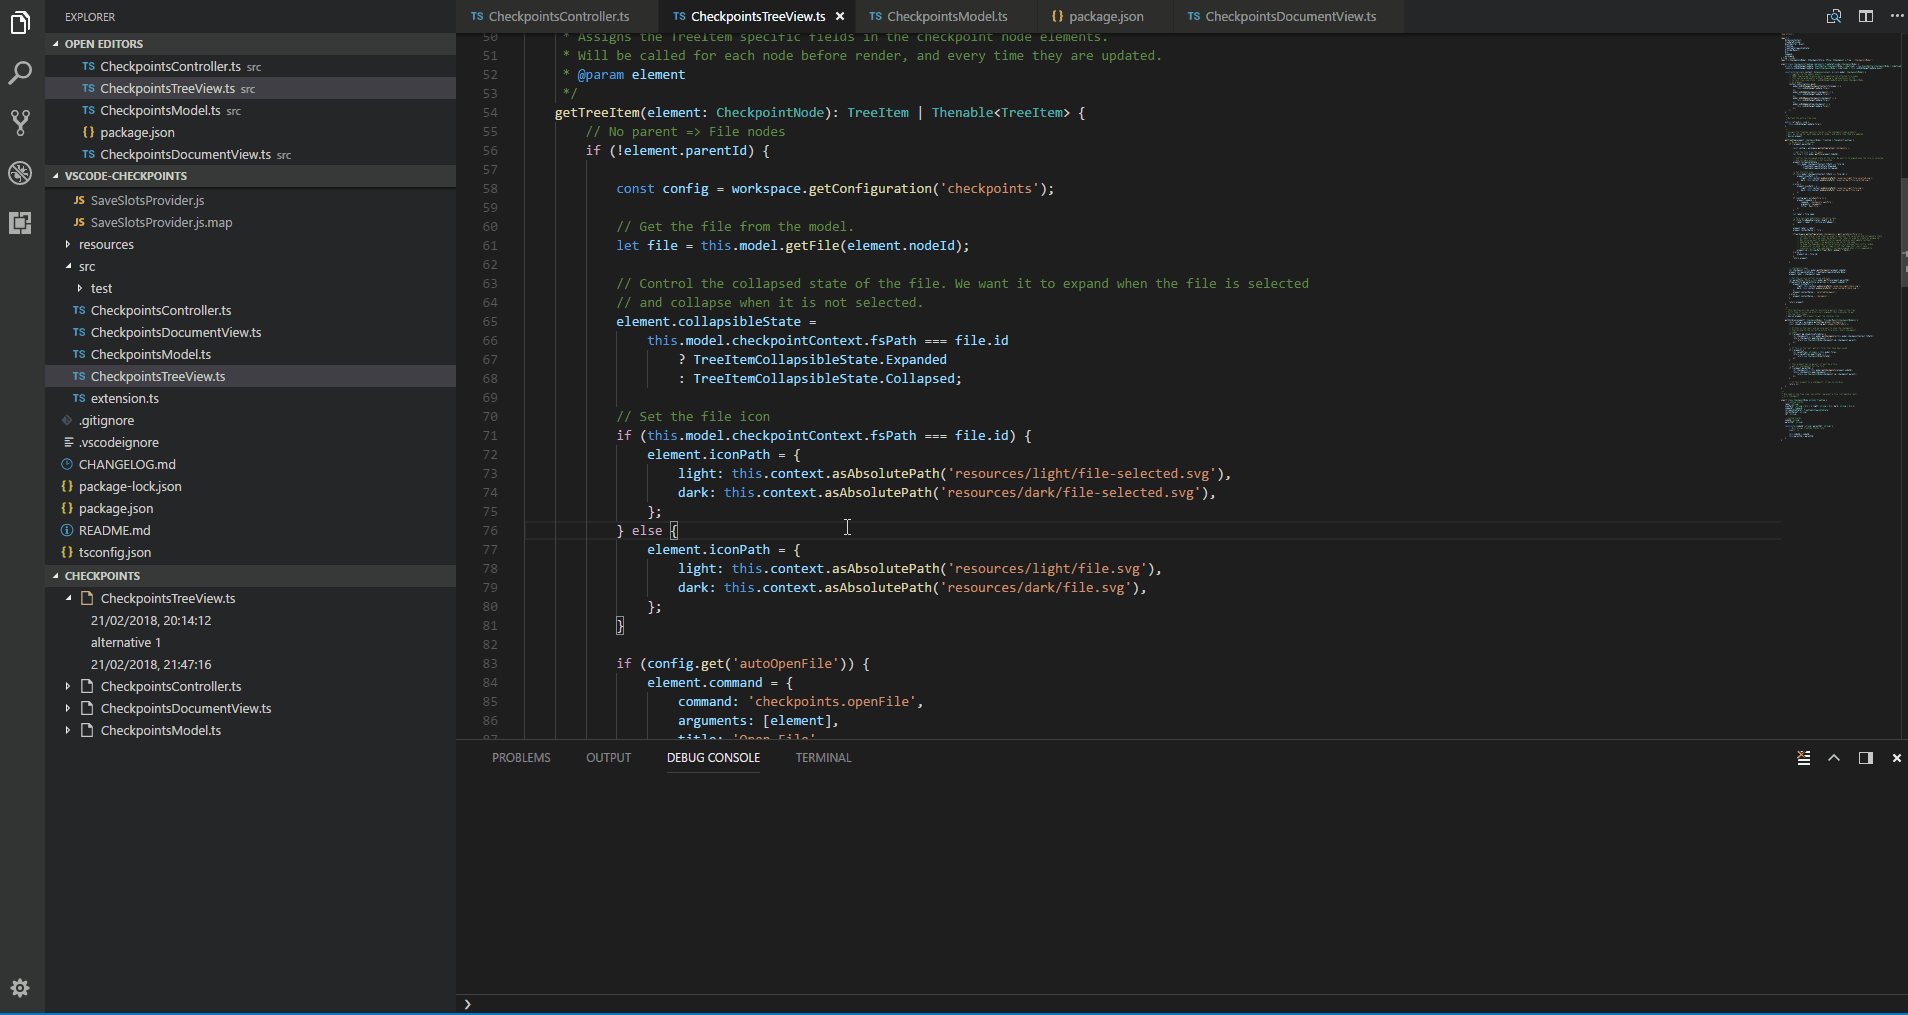 EXPLORER
OPEN EDITORS
TS CheckpointsController.ts src
TS CheckpointsTreeView.ts src
TS CheckpointsModel.ts src
{} package.json
TS CheckpointsDocumentView.ts src
VSCODE-CHECKPOINTS
JS SaveSlotsProvider.js
JS SaveSlotsProvider.js.map
resources
src
test
TS CheckpointsController.ts
TS CheckpointsDocumentView.ts
TS CheckpointsModel.ts
TS CheckpointsTreeView.ts
TS extension.ts
.gitignore
.vscodeignore
CHANGELOG.md
{} package-lock.json
{} package.json
README.md
{} tsconfig.json
CHECKPOINTS
CheckpointsTreeView.ts
21/02/2018, 20:14:12
alternative 1
21/02/2018, 21:47:16
CheckpointsController.ts
CheckpointsDocumentView.ts
CheckpointsModel.ts
TS CheckpointsController.ts
TS CheckpointsTreeView.ts
TS CheckpointsModel.ts
{} package.json
TS CheckpointsDocumentView.ts
50 * Assigns the TreeItem specific fields in the checkpoint node elements.
51 * Will be called for each node before render, and every time they are updated.
52 * @param element
53 */
54 getTreeItem(element: CheckpointNode): TreeItem | Thenable<TreeItem> {
55 // No parent => File nodes
56 if (!element.parentId) {
57
58 const config = workspace.getConfiguration('checkpoints');
59
60 // Get the file from the model.
61 let file = this.model.getFile(element.nodeId);
62
63 // Control the collapsed state of the file. We want it to expand when the file is selected
64 // and collapse when it is not selected.
65 element.collapsibleState =
66 this.model.checkpointContext.fsPath === file.id
67 ? TreeItemCollapsibleState.Expanded
68 : TreeItemCollapsibleState.Collapsed;
69
70 // Set the file icon
71 if (this.model.checkpointContext.fsPath === file.id) {
72 element.iconPath = {
73 light: this.context.asAbsolutePath('resources/light/file-selected.svg'),
74 dark: this.context.asAbsolutePath('resources/dark/file-selected.svg'),
75 };
76 } else {
77 element.iconPath = {
78 light: this.context.asAbsolutePath('resources/light/file.svg'),
79 dark: this.context.asAbsolutePath('resources/dark/file.svg'),
80 };
81 }
82
83 if (config.get('autoOpenFile')) {
84 element.command = {
85 command: 'checkpoints.openFile',
86 arguments: [element],
87 title: 'Open File'
PROBLEMS
OUTPUT
DEBUG CONSOLE
TERMINAL